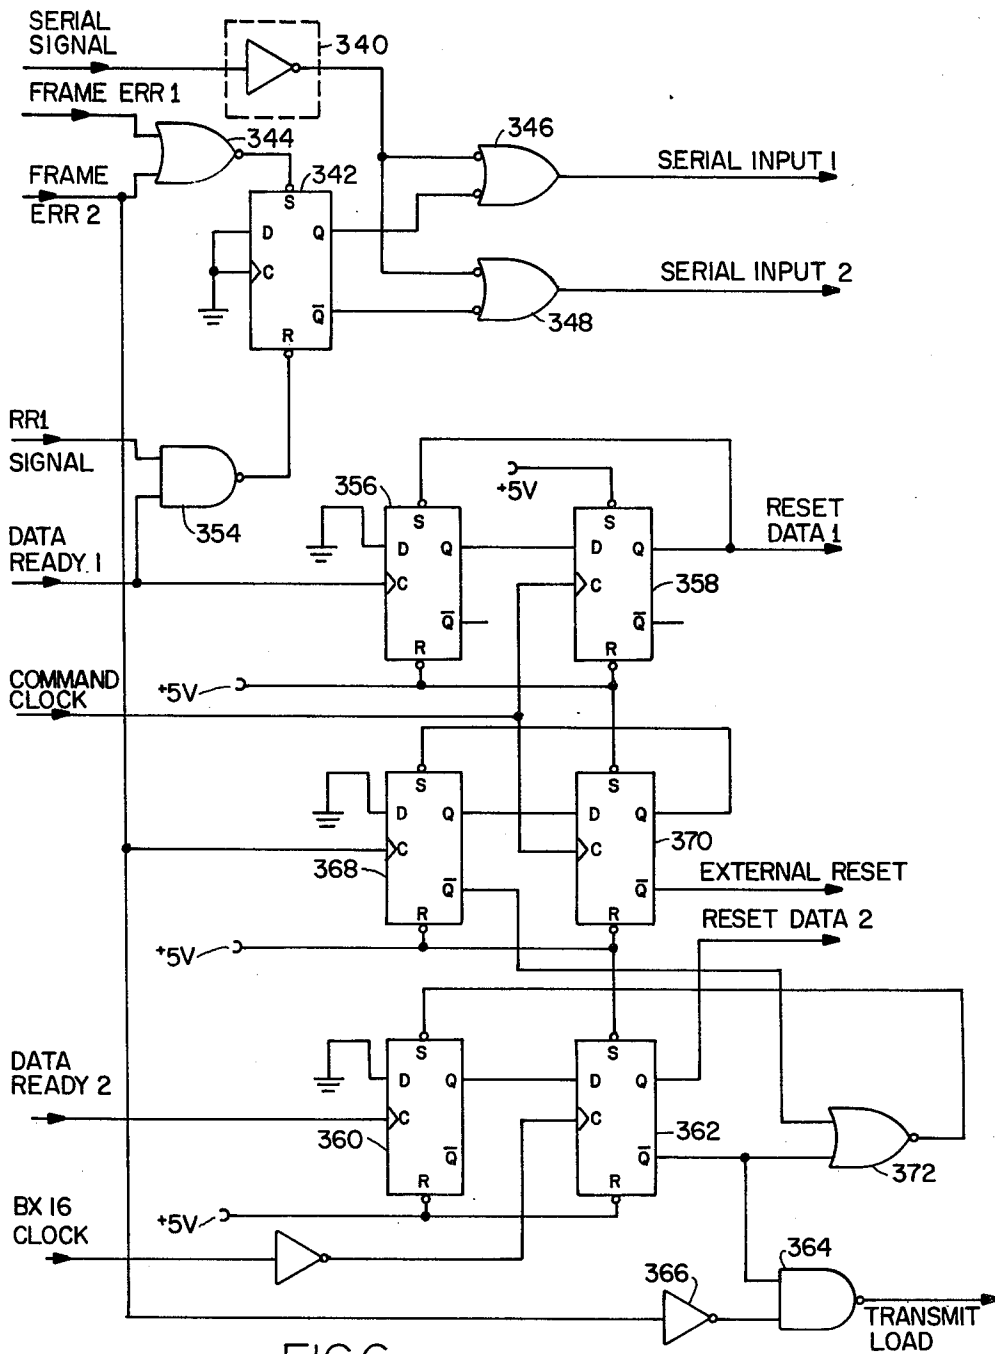 SERIAL
SIGNAL
340
FRAME ERR 1
344
346
SERIAL INPUT 1
FRAME
ERR 2
342
S
D Q
C
Q̅
R
SERIAL INPUT 2
348
RR1
SIGNAL
354
356
+5V
S
S
RESET
DATA 1
DATA
READY 1
D Q
D Q
C
C
358
Q̅
Q̅
R
R
+5V
COMMAND
CLOCK
S
S
D Q
D Q
370
C
C
368
Q̅
Q̅
EXTERNAL RESET
R
R
RESET DATA 2
+5V
S
S
DATA
READY 2
D Q
D Q
C
C
360
362
Q̅
Q̅
372
R
R
BX 16
CLOCK
+5V
364
366
TRANSMIT
LOAD